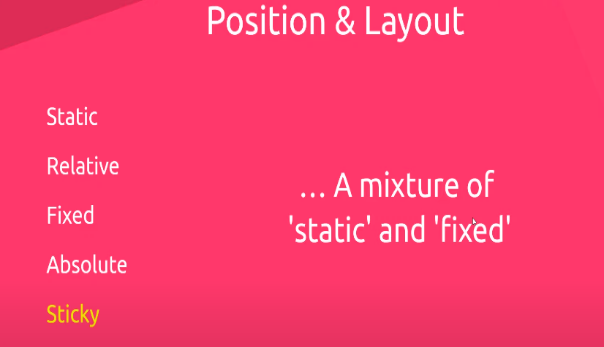 Position & Layout
Static
Relative
Fixed
Absolute
Sticky
... A mixture of
'static' and 'fixed'